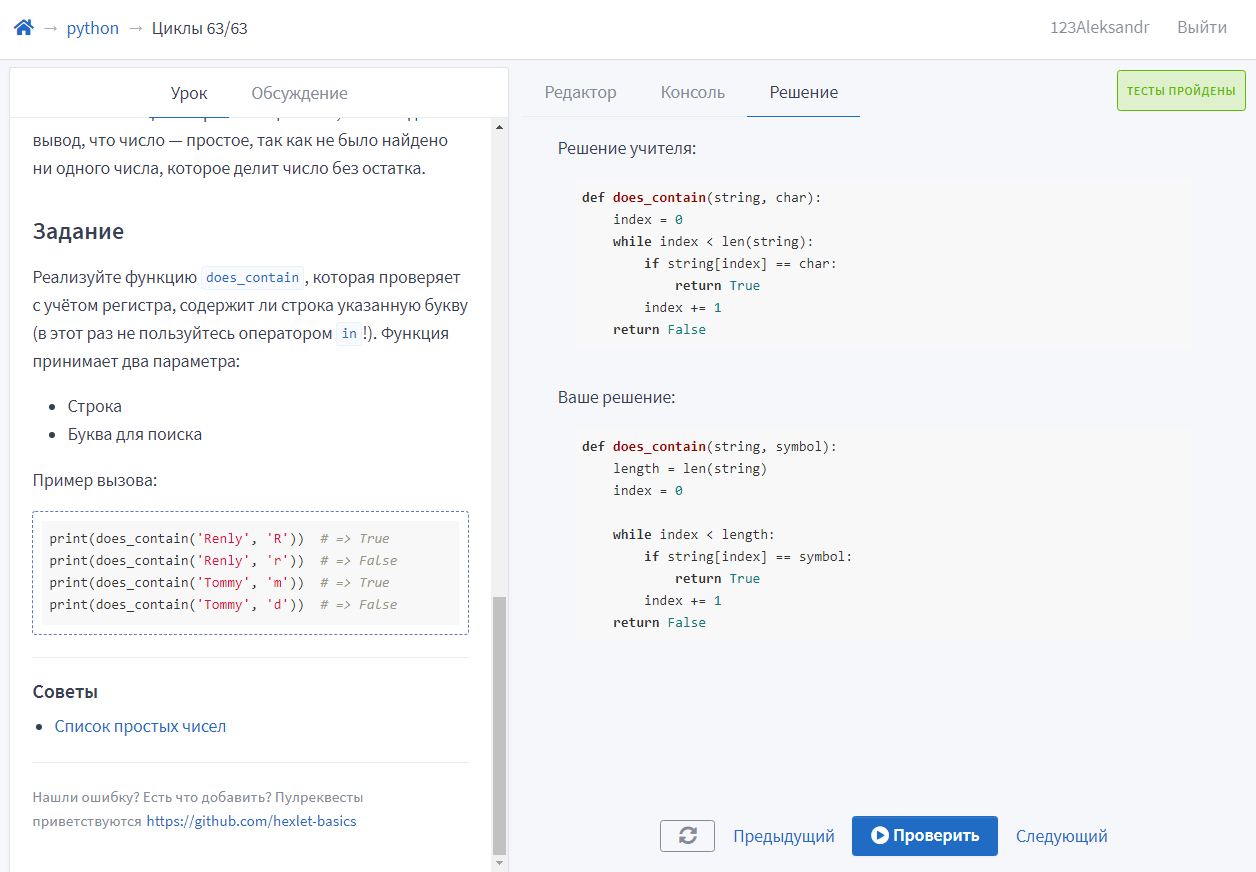 → python → Циклы 63/63
123Aleksandr Выйти
Урок Обсуждение
вывод, что число — простое, так как не было найдено
ни одного числа, которое делит число без остатка.
Задание
Реализуйте функцию does_contain, которая проверяет
с учётом регистра, содержит ли строка указанную букву
(в этот раз не пользуйтесь оператором in!). Функция
принимает два параметра:
• Строка
• Буква для поиска
Пример вызова:
print(does_contain('Renly', 'R'))  # => True
print(does_contain('Renly', 'r'))  # => False
print(does_contain('Tommy', 'm'))  # => True
print(does_contain('Tommy', 'd'))  # => False
Советы
• Список простых чисел
Нашли ошибку? Есть что добавить? Пулреквесты
приветствуются https://github.com/hexlet-basics
Редактор Консоль Решение
ТЕСТЫ ПРОЙДЕНЫ
Решение учителя:
def does_contain(string, char):
    index = 0
    while index < len(string):
        if string[index] == char:
            return True
        index += 1
    return False
Ваше решение:
def does_contain(string, symbol):
    length = len(string)
    index = 0
    while index < length:
        if string[index] == symbol:
            return True
        index += 1
    return False
Предыдущий Проверить Следующий